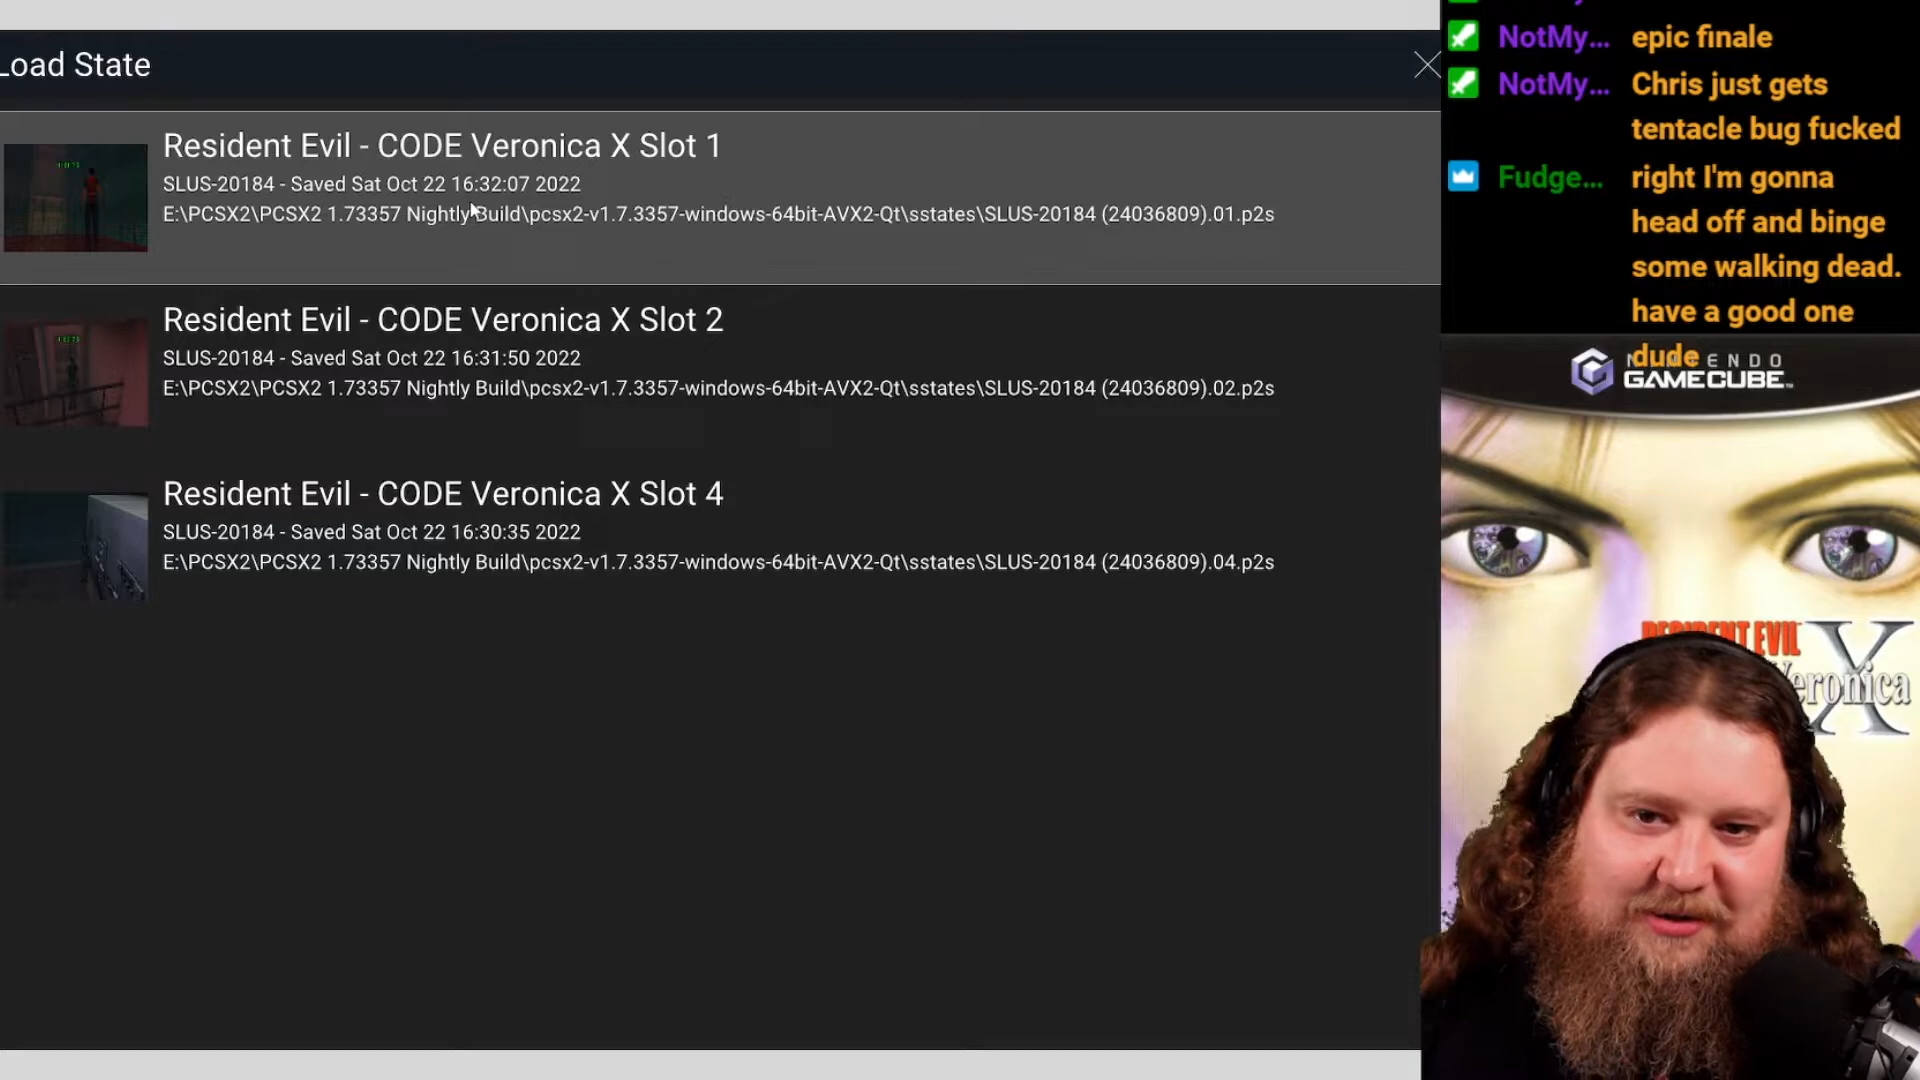 Load State
Resident Evil - CODE Veronica X Slot 1
SLUS-20184 - Saved Sat Oct 22 16:32:07 2022
E:\PCSX2\PCSX2 1.73357 Nightly Build\pcsx2-v1.7.3357-windows-64bit-AVX2-Qt\sstates\SLUS-20184 (24036809).01.p2s
Resident Evil - CODE Veronica X Slot 2
SLUS-20184 - Saved Sat Oct 22 16:31:50 2022
E:\PCSX2\PCSX2 1.73357 Nightly Build\pcsx2-v1.7.3357-windows-64bit-AVX2-Qt\sstates\SLUS-20184 (24036809).02.p2s
Resident Evil - CODE Veronica X Slot 4
SLUS-20184 - Saved Sat Oct 22 16:30:35 2022
E:\PCSX2\PCSX2 1.73357 Nightly Build\pcsx2-v1.7.3357-windows-64bit-AVX2-Qt\sstates\SLUS-20184 (24036809).04.p2s
NotMy... epic finale
NotMy... Chris just gets
tentacle bug fucked
Fudge... right I'm gonna
head off and binge
some walking dead.
have a good one
dude
NINTENDO
GAMECUBE™
RESIDENT EVIL
Veronica X